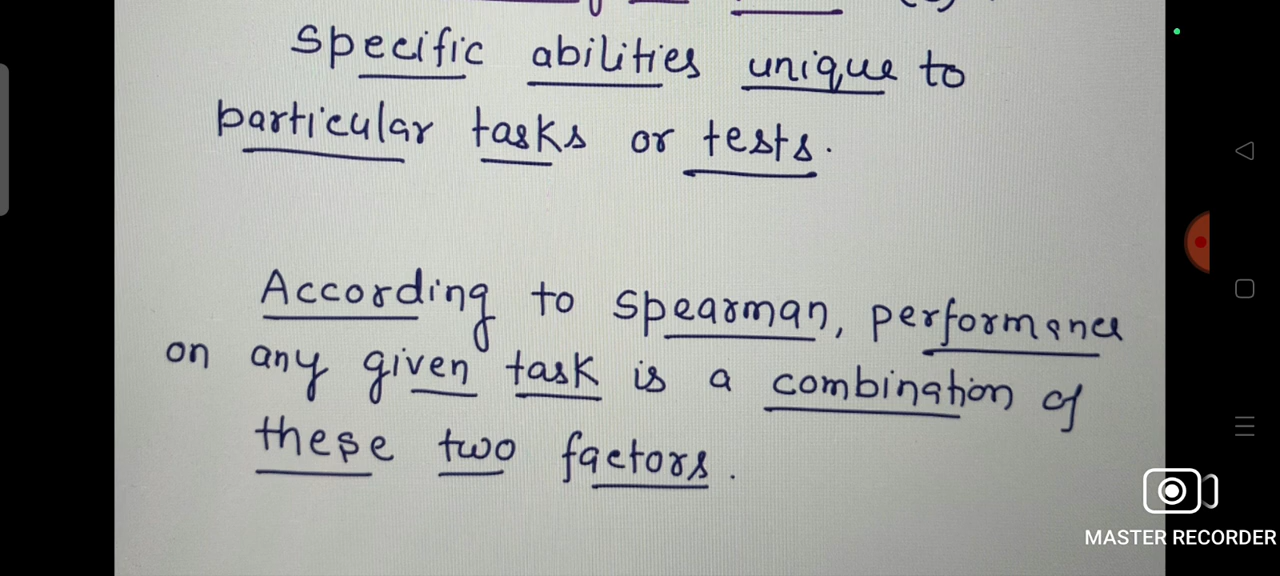 specific abilities unique to
particular tasks or tests.
According to spearman, performance
on any given task is a combination of
these two factors.
MASTER RECORDER